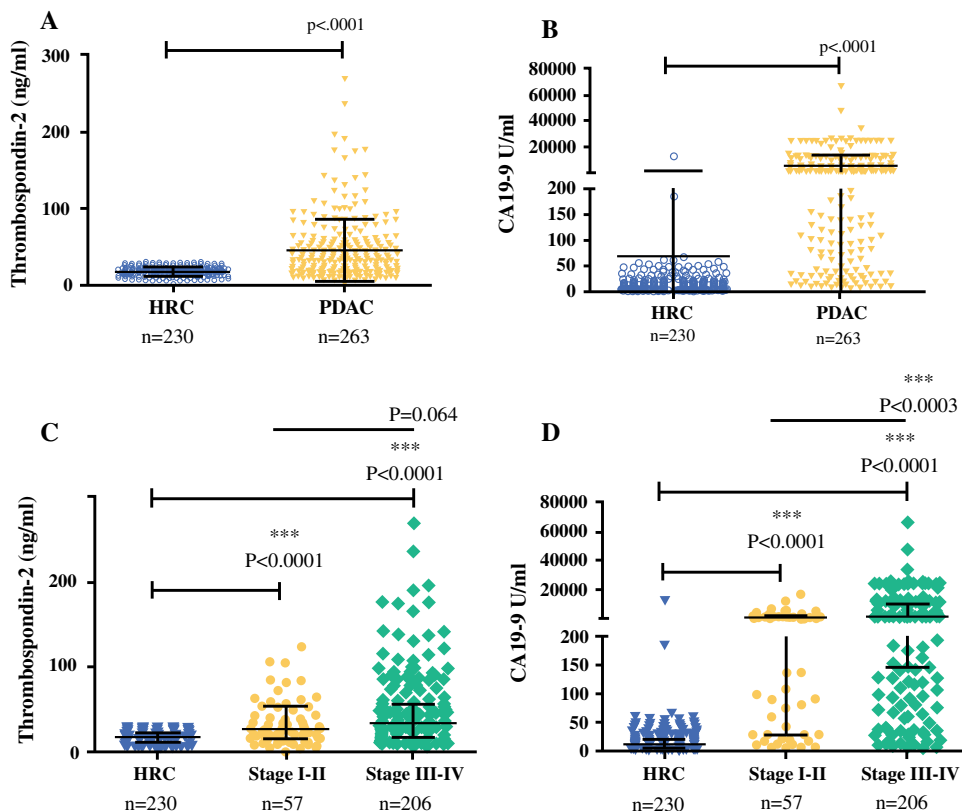 A
p<.0001
Thrombospondin-2 (ng/ml)
300
200
100
0
HRC
PDAC
n=230
n=263
B
p<.0001
CA19-9 U/ml
80000
60000
40000
20000
200
150
100
50
0
HRC
PDAC
n=230
n=263
C
P=0.064
***
P<0.0001
***
P<0.0001
Thrombospondin-2 (ng/ml)
200
100
0
HRC
Stage I-II
Stage III-IV
n=230
n=57
n=206
D
***
P<0.0003
***
P<0.0001
***
P<0.0001
CA19-9 U/ml
80000
60000
40000
20000
200
150
100
50
0
HRC
Stage I-II
Stage III-IV
n=230
n=57
n=206